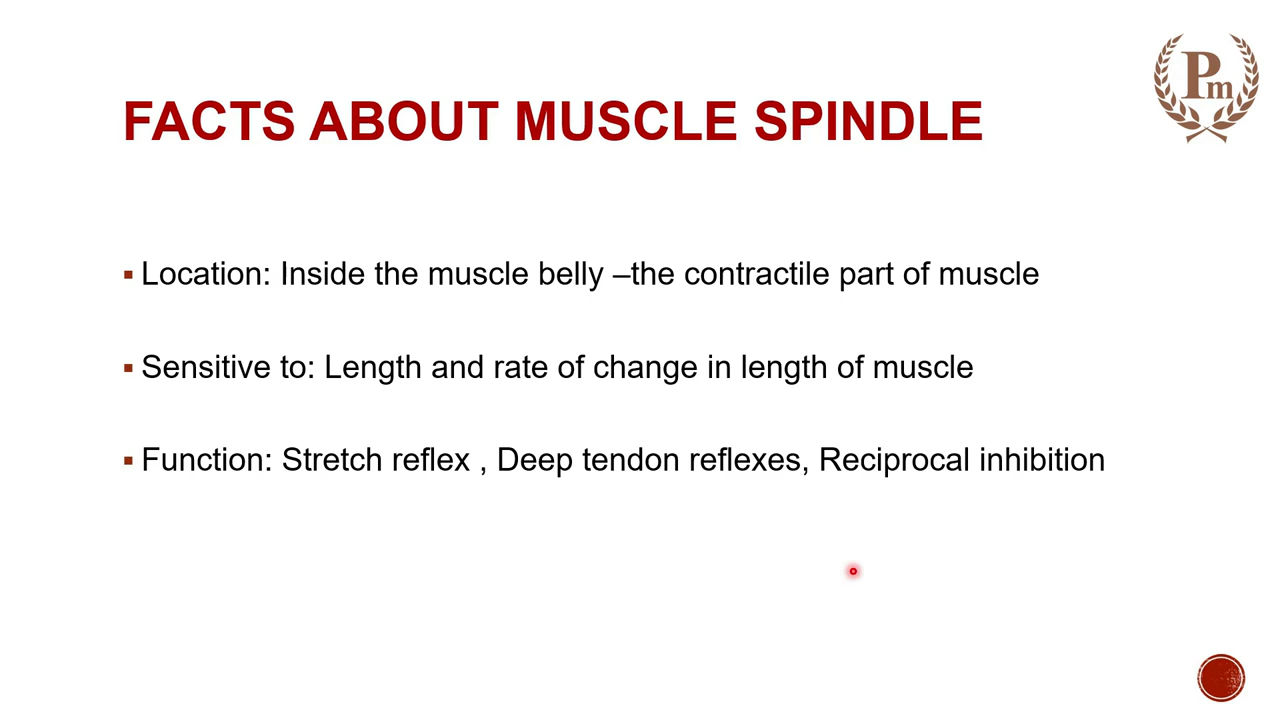 Pm
FACTS ABOUT MUSCLE SPINDLE
▪ Location: Inside the muscle belly –the contractile part of muscle
▪ Sensitive to: Length and rate of change in length of muscle
▪ Function: Stretch reflex , Deep tendon reflexes, Reciprocal inhibition